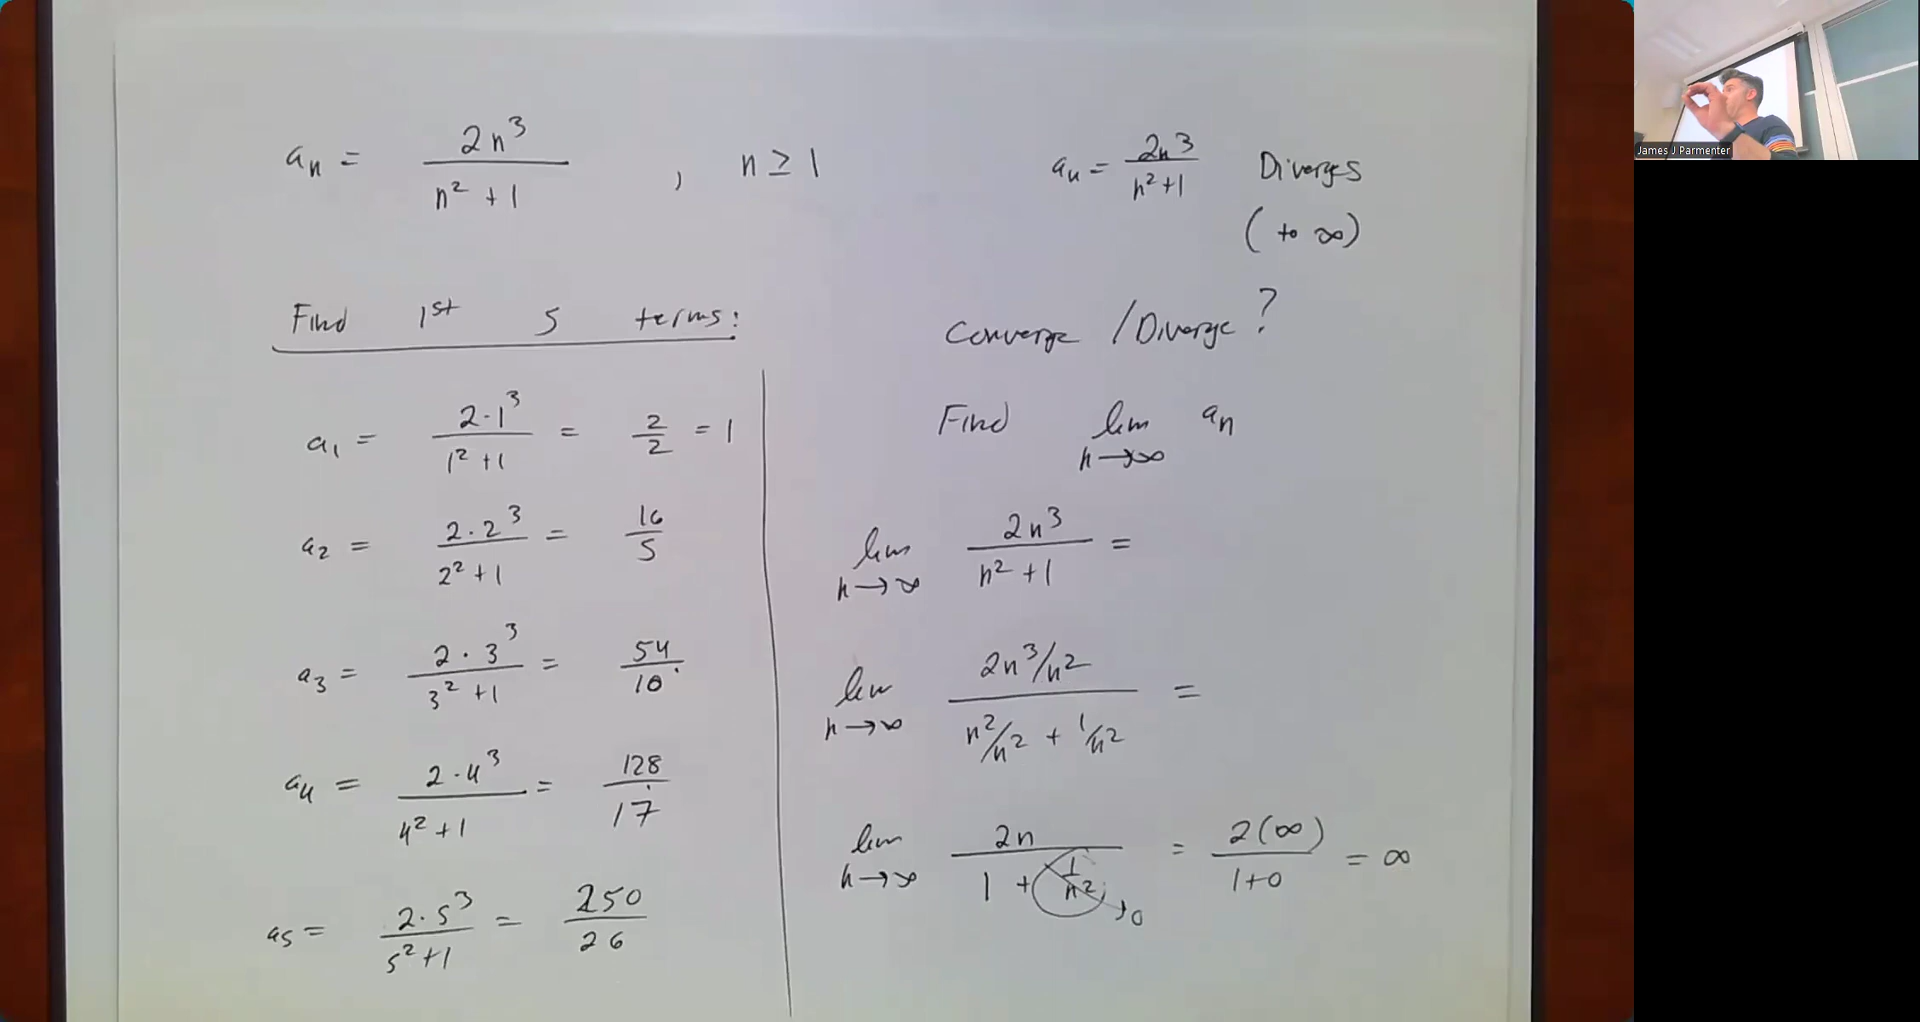 aₙ = 2n³ / (n² + 1) , n ≥ 1
Find 1st 5 terms:
a₁ = 2·1³ / (1² + 1) = 2/2 = 1
a₂ = 2·2³ / (2² + 1) = 16/5
a₃ = 2·3³ / (3² + 1) = 54/10
a₄ = 2·4³ / (4² + 1) = 128/17
a₅ = 2·5³ / (5² + 1) = 250/26
aₙ = 2n³ / (n² + 1) Diverges
(to ∞)
Converge / Diverge?
Find lim n→∞ aₙ
lim n→∞ 2n³ / (n² + 1) =
lim n→∞ (2n³/n²) / (n²/n² + 1/n²) =
lim n→∞ 2n / (1 + 1/n²) = 2(∞) / (1+0) = ∞
→0
James J Parmenter